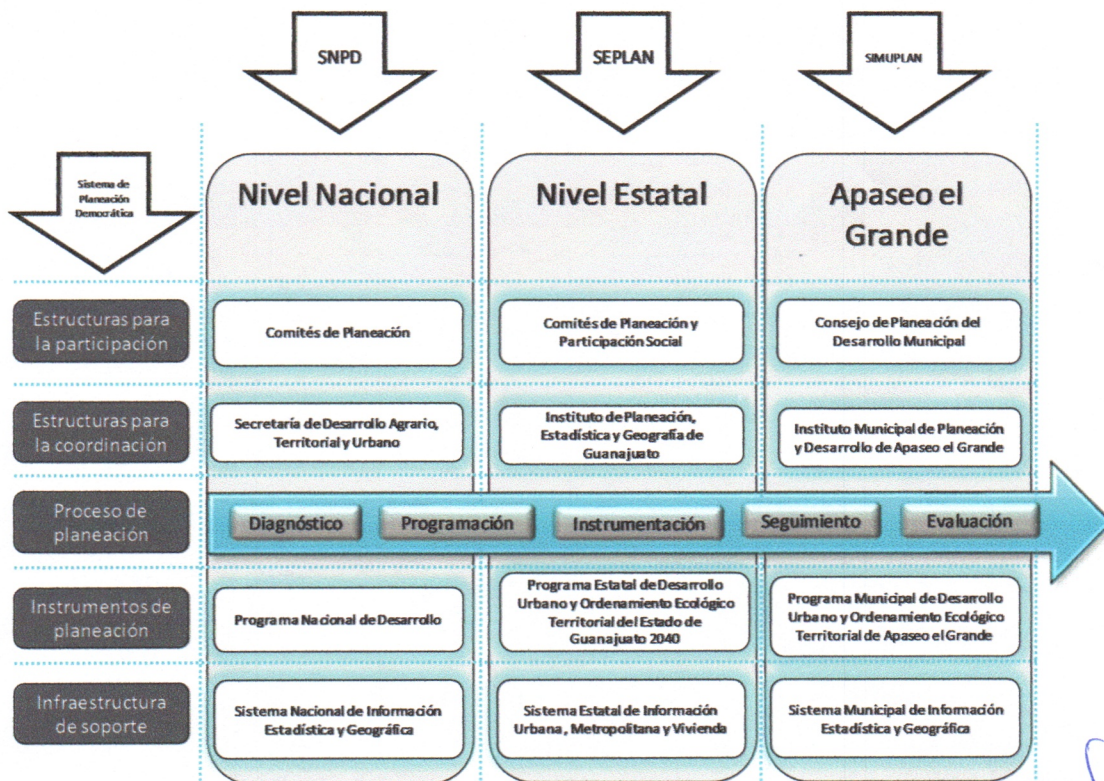 SNPD
SEPLAN
SIMUPLAN
Sistema de
Planeación
Democrática
Nivel Nacional
Nivel Estatal
Apaseo el
Grande
Estructuras para
la participación
Comités de Planeación
Comités de Planeación y
Participación Social
Consejo de Planeación del
Desarrollo Municipal
Estructuras para
la coordinación
Secretaría de Desarrollo Agrario,
Territorial y Urbano
Instituto de Planeación,
Estadística y Geografía de
Guanajuato
Instituto Municipal de Planeación
y Desarrollo de Apaseo el Grande
Proceso de
planeación
Diagnóstico
Programación
Instrumentación
Seguimiento
Evaluación
Instrumentos de
planeación
Programa Nacional de Desarrollo
Programa Estatal de Desarrollo
Urbano y Ordenamiento Ecológico
Territorial del Estado de
Guanajuato 2040
Programa Municipal de Desarrollo
Urbano y Ordenamiento Ecológico
Territorial de Apaseo el Grande
Infraestructura
de soporte
Sistema Nacional de Información
Estadística y Geográfica
Sistema Estatal de Información
Urbana, Metropolitana y Vivienda
Sistema Municipal de Información
Estadística y Geográfica